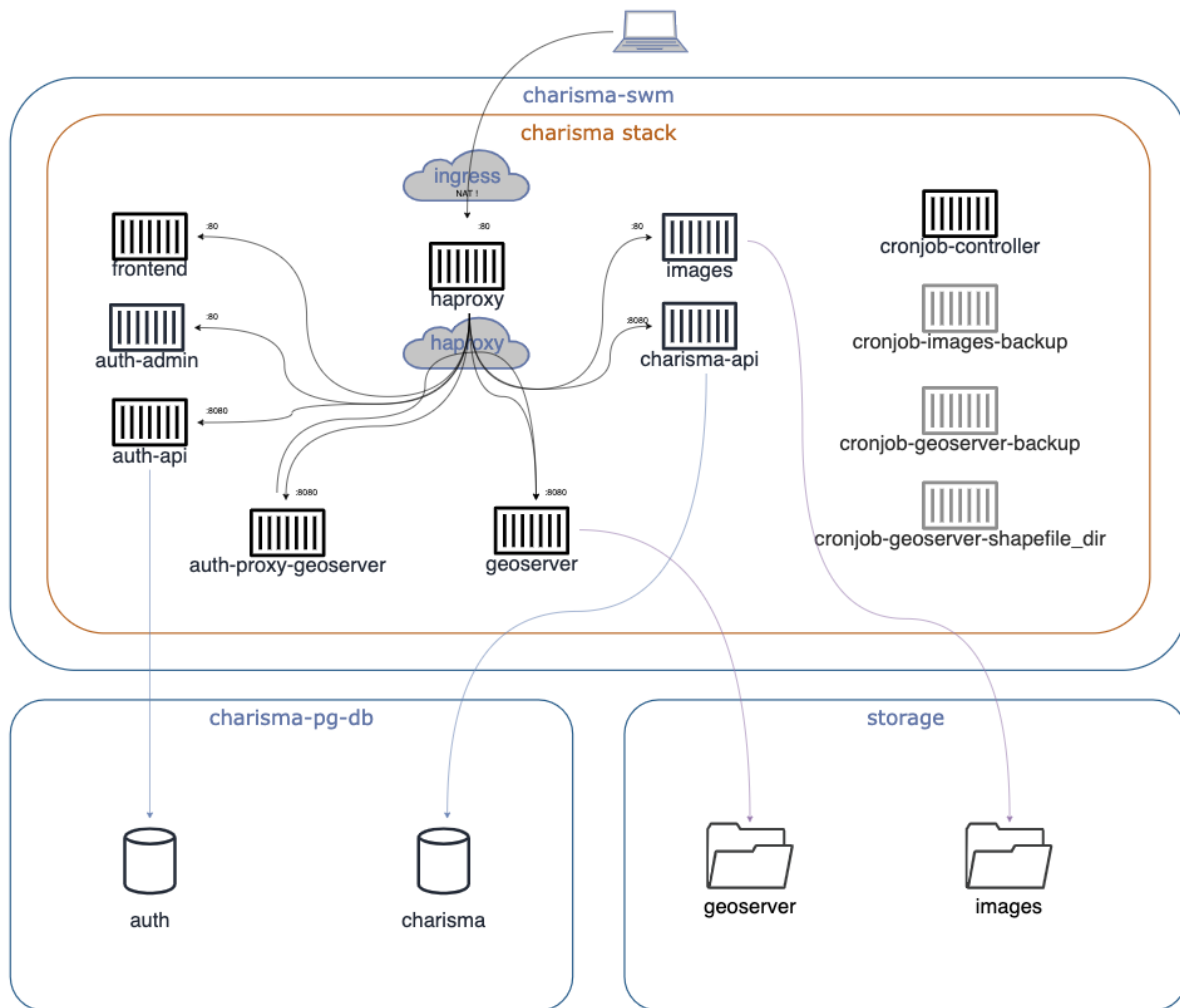 charisma-swm
charisma stack
ingress
NAT !
:80
:80
:80
frontend
haproxy
images
cronjob-controller
:80
haproxy
:8080
auth-admin
charisma-api
cronjob-images-backup
:8080
auth-api
cronjob-geoserver-backup
:8080
:8080
auth-proxy-geoserver
geoserver
cronjob-geoserver-shapefile_dir
charisma-pg-db
storage
auth
charisma
geoserver
images